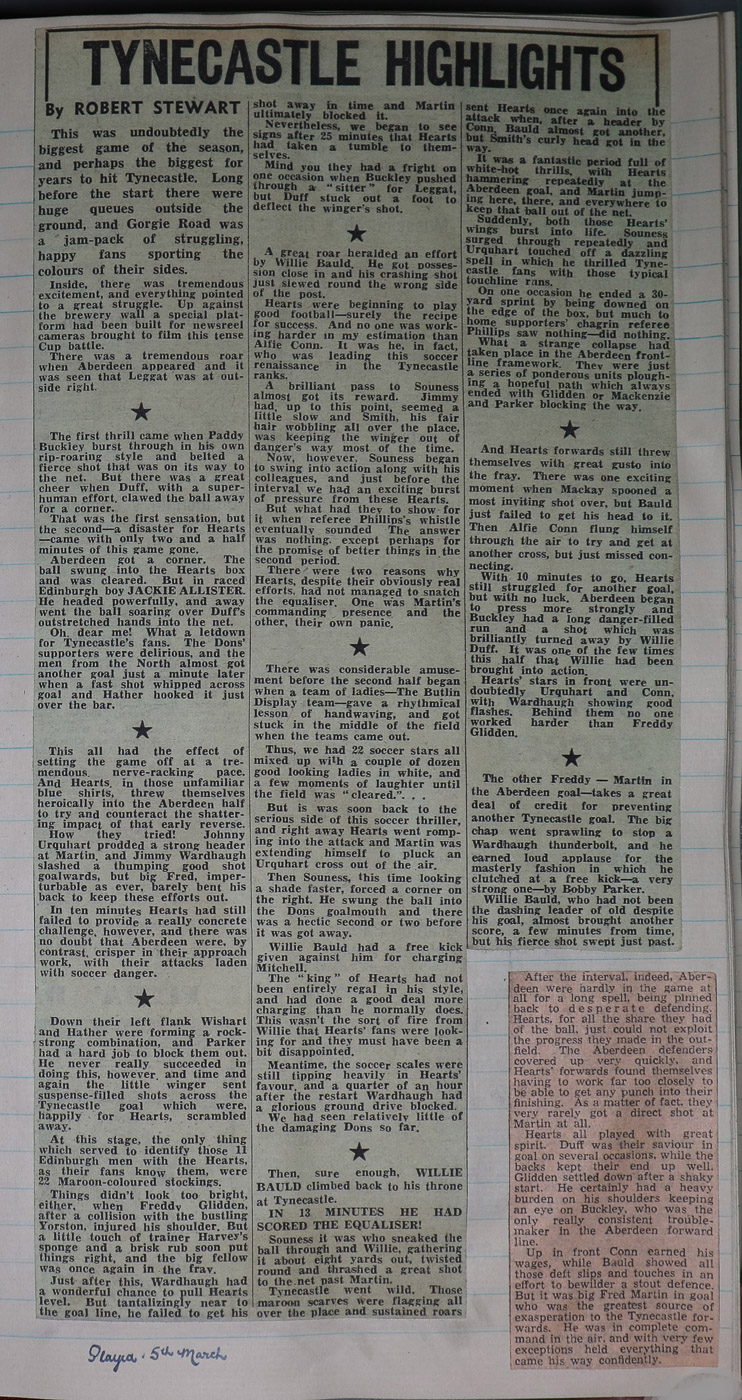 TYNECASTLE HIGHLIGHTS
By ROBERT STEWART
This was undoubtedly the
biggest game of the season,
and perhaps the biggest for
years to hit Tynecastle. Long
before the start there were
huge queues outside the
ground, and Gorgie Road was
a jam-pack of struggling,
happy fans sporting the
colours of their sides.
Inside, there was tremendous
excitement, and everything pointed
to a great struggle. Up against
the brewery wall a special plat-
form had been built for newsreel
cameras brought to film this tense
Cup battle.
There was a tremendous roar
when Aberdeen appeared and it
was seen that Leggat was at out-
side right.
★
The first thrill came when Paddy
Buckley burst through in his own
rip-roaring style and belted a
fierce shot that was on its way to
the net. But there was a great
cheer when Duff, with a super-
human effort, clawed the ball away
for a corner.
That was the first sensation, but
the second—a disaster for Hearts
—came with only two and a half
minutes of this game gone.
Aberdeen got a corner. The
ball swung into the Hearts box
and was cleared. But in raced
Edinburgh boy JACKIE ALLISTER.
He headed powerfully, and away
went the ball soaring over Duff's
outstretched hands into the net.
Oh, dear me! What a letdown
for Tynecastle's fans. The Dons'
supporters were delirious, and the
men from the North almost got
another goal just a minute later
when a fast shot whipped across
goal and Hather hooked it just
over the bar.
★
This all had the effect of
setting the game off at a tre-
mendous, nerve-racking pace.
And Hearts, in those unfamiliar
blue shirts, threw themselves
heroically into the Aberdeen half
to try and counteract the shatter-
ing impact of that early reverse.
How they tried! Johnny
Urquhart prodded a strong header
at Martin, and Jimmy Wardhaugh
slashed a thumping good shot
goalwards, but big Fred, imper-
turbable as ever, barely bent his
back to keep these efforts out.
In ten minutes Hearts had still
failed to provide a really concrete
challenge, however, and there was
no doubt that Aberdeen were, by
contrast, crisper in their approach
work, with their attacks laden
with soccer danger.
★
Down their left flank Wishart
and Hather were forming a rock-
strong combination, and Parker
had a hard job to block them out.
He never really succeeded in
doing this, however, and time and
again the little winger sent
suspense-filled shots across the
Tynecastle goal which were,
happily for Hearts, scrambled
away.
At this stage, the only thing
which served to identify those 11
Edinburgh men with the Hearts,
as their fans know them, were
22 Maroon-coloured stockings.
Things didn't look too bright,
either, when Freddy Glidden,
after a collision with the bustling
Yorston, injured his shoulder. But
a little touch of trainer Harvey's
sponge and a brisk rub soon put
things right, and the big fellow
was once again in the fray.
Just after this, Wardhaugh had
a wonderful chance to pull Hearts
level. But tantalizingly near to
the goal line, he failed to get his
shot away in time and Martin
ultimately blocked it.
Nevertheless, we began to see
signs after 25 minutes that Hearts
had taken a tumble to them-
selves.
Mind you they had a fright on
one occasion when Buckley pushed
through a "sitter" for Leggat,
but Duff stuck out a foot to
deflect the winger's shot.
★
A great roar heralded an effort
by Willie Bauld. He got posses-
sion close in and his crashing shot
just slewed round the wrong side
of the post.
Hearts were beginning to play
good football—surely the recipe
for success. And no one was work-
ing harder in my estimation than
Alfie Conn. It was he, in fact,
who was leading this soccer
renaissance in the Tynecastle
ranks.
A brilliant pass to Souness
almost got its reward. Jimmy
had, up to this point, seemed a
little slow and Smith, his fair
hair wobbling all over the place,
was keeping the winger out of
danger's way most of the time.
Now, however, Souness began
to swing into action along with his
colleagues, and just before the
interval we had an exciting burst
of pressure from these Hearts.
But what had they to show for
it when referee Phillips's whistle
eventually sounded The answer
was nothing, except perhaps for
the promise of better things in the
second period.
There were two reasons why
Hearts, despite their obviously real
efforts, had not managed to snatch
the equaliser. One was Martin's
commanding presence and the
other, their own panic.
★
There was considerable amuse-
ment before the second half began
when a team of ladies—The Butlin
Display team—gave a rhythmical
lesson of handwaving, and got
stuck in the middle of the field
when the teams came out.
Thus, we had 22 soccer stars all
mixed up with a couple of dozen
good looking ladies in white, and
a few moments of laughter until
the field was "cleared.". . .
But is was soon back to the
serious side of this soccer thriller,
and right away Hearts went romp-
ing into the attack and Martin was
extending himself to pluck an
Urquhart cross out of the air.
Then Souness, this time looking
a shade faster, forced a corner on
the right. He swung the ball into
the Dons goalmouth and there
was a hectic second or two before
it was got away.
Willie Bauld had a free kick
given against him for charging
Mitchell.
The "king" of Hearts had not
been entirely regal in his style,
and had done a good deal more
charging than he normally does.
This wasn't the sort of fire from
Willie that Hearts' fans were look-
ing for and they must have been a
bit disappointed.
Meantime, the soccer scales were
still tipping heavily in Hearts'
favour, and a quarter of an hour
after the restart Wardhaugh had
a glorious ground drive blocked.
We had seen relatively little of
the damaging Dons so far.
★
Then, sure enough, WILLIE
BAULD climbed back to his throne
at Tynecastle.
IN 13 MINUTES HE HAD
SCORED THE EQUALISER!
Souness it was who sneaked the
ball through and Willie, gathering
it about eight yards out, twisted
round and thrashed a great shot
to the net past Martin.
Tynecastle went wild. Those
maroon scarves were flagging all
over the place and sustained roars
sent Hearts once again into the
attack when, after a header by
Conn, Bauld almost got another,
but Smith's curly head got in the
way.
It was a fantastic period full of
white-hot thrills, with Hearts
hammering repeatedly at the
Aberdeen goal, and Martin jump-
ing here, there, and everywhere to
keep that ball out of the net.
Suddenly, both those Hearts'
wings burst into life. Souness
surged through repeatedly and
Urquhart touched off a dazzling
spell in which he thrilled Tyne-
castle fans with those typical
touchline rans.
On one occasion he ended a 30-
yard sprint by being downed on
the edge of the box, but much to
home supporters' chagrin referee
Phillips saw nothing—did nothing.
What a strange collapse had
taken place in the Aberdeen front-
line framework. They were just
a series of ponderous units plough-
ing a hopeful path which always
ended with Glidden or Mackenzie
and Parker blocking the way.
★
And Hearts forwards still threw
themselves with great gusto into
the fray. There was one exciting
moment when Mackay spooned a
most inviting shot over, but Bauld
just failed to get his head to it.
Then Alfie Conn flung himself
through the air to try and get at
another cross, but just missed con-
necting.
With 10 minutes to go, Hearts
still struggled for another goal,
but with no luck. Aberdeen began
to press more strongly and
Buckley had a long danger-filled
run and a shot which was
brilliantly turned away by Willie
Duff. It was one of the few times
this half that Willie had been
brought into action.
Hearts' stars in front were un-
doubtedly Urquhart and Conn,
with Wardhaugh showing good
flashes. Behind them no one
worked harder than Freddy
Glidden.
★
The other Freddy — Martin in
the Aberdeen goal—takes a great
deal of credit for preventing
another Tynecastle goal. The big
chap went sprawling to stop a
Wardhaugh thunderbolt, and he
earned loud applause for the
masterly fashion in which he
clutched at a free kick—a very
strong one—by Bobby Parker.
Willie Bauld, who had not been
the dashing leader of old despite
his goal, almost brought another
score, a few minutes from time,
but his fierce shot swept just past.
After the interval, indeed, Aber-
deen were hardly in the game at
all for a long spell, being pinned
back to desperate defending.
Hearts, for all the share they had
of the ball, just could not exploit
the progress they made in the out-
field. The Aberdeen defenders
covered up very quickly, and
Hearts' forwards found themselves
having to work far too closely to
be able to get any punch into their
finishing. As a matter of fact, they
very rarely got a direct shot at
Martin at all.
Hearts all played with great
spirit. Duff was their saviour in
goal on several occasions, while the
backs kept their end up well.
Glidden settled down after a shaky
start. He certainly had a heavy
burden on his shoulders keeping
an eye on Buckley, who was the
only really consistent trouble-
maker in the Aberdeen forward
line.
Up in front Conn earned his
wages, while Bauld showed all
those deft slips and touches in an
effort to bewilder a stout defence.
But it was big Fred Martin in goal
who was the greatest source of
exasperation to the Tynecastle for-
wards. He was in complete com-
mand in the air, and with very few
exceptions held everything that
came his way confidently.
Played. 5th March